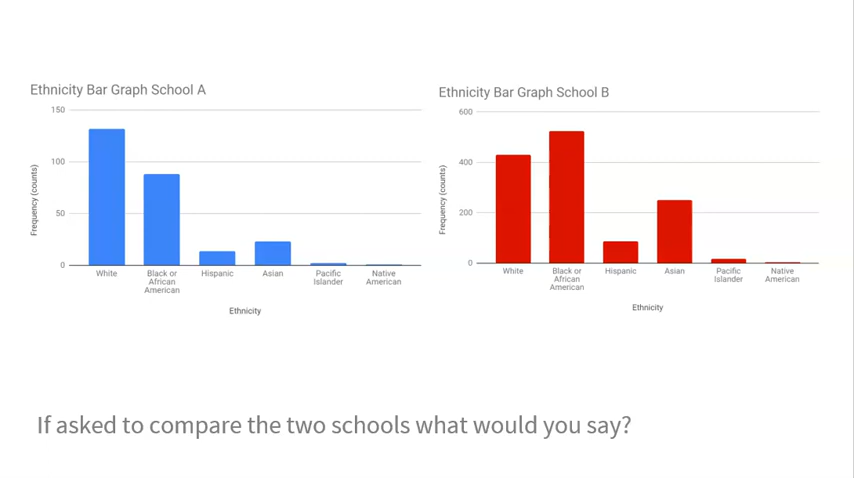 Ethnicity Bar Graph School A
150
100
50
0
Frequency (counts)
White
Black or
African
American
Hispanic
Asian
Pacific
Islander
Native
American
Ethnicity
Ethnicity Bar Graph School B
600
400
200
0
Frequency (counts)
White
Black or
African
American
Hispanic
Asian
Pacific
Islander
Native
American
Ethnicity
If asked to compare the two schools what would you say?